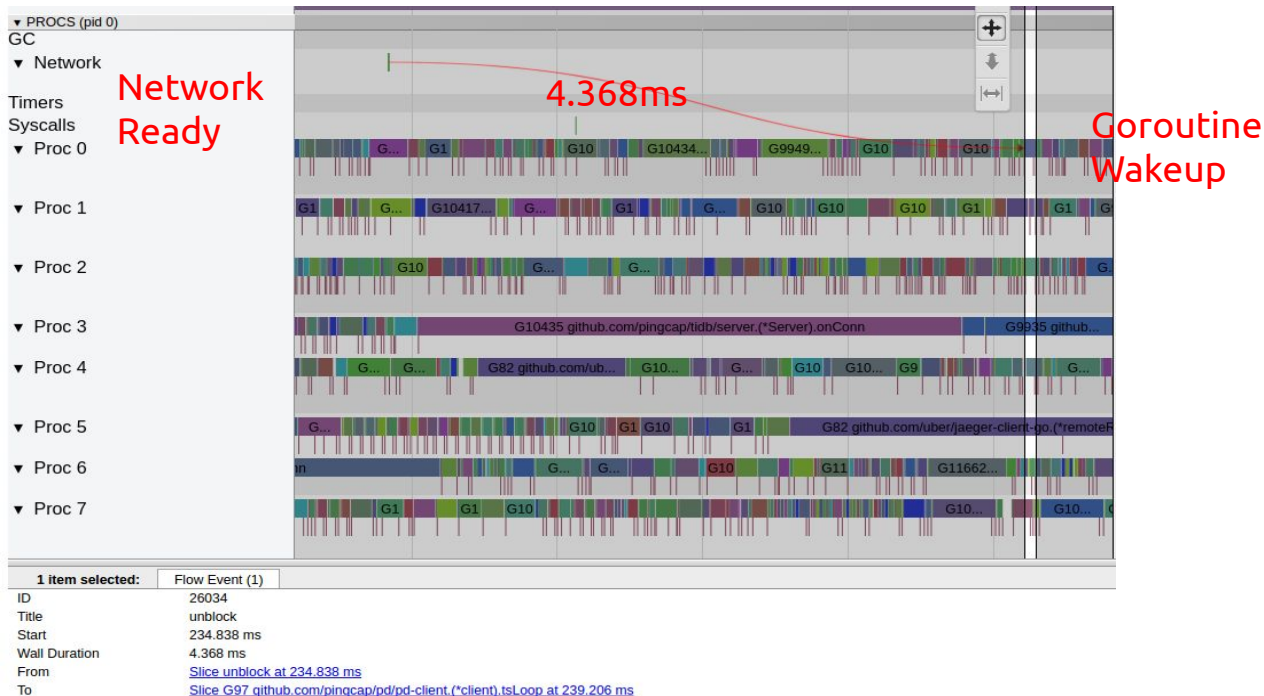 ▼ PROCS (pid 0)
GC
▼ Network
Network
Ready
4.368ms
Timers
Syscalls
Goroutine
Wakeup
▼ Proc 0
G... G1 G10 G10434... G9949... G10 G10
▼ Proc 1
G1 G... G10417... G... G1 G... G10 G10 G10 G1 G1
▼ Proc 2
G10 G... G... G.
▼ Proc 3
G10435 github.com/pingcap/tidb/server.(*Server).onConn G9935 github...
▼ Proc 4
G... G... G82 github.com/ub... G10... G... G10 G10... G9 G...
▼ Proc 5
G... G10 G1 G10 G1 G82 github.com/uber/jaeger-client-go.(*remoteR
▼ Proc 6
nn G... G... G10 G11 G11662...
▼ Proc 7
G1 G1 G10 G10... G10...
1 item selected: Flow Event (1)
ID 26034
Title unblock
Start 234.838 ms
Wall Duration 4.368 ms
From Slice unblock at 234.838 ms
To Slice G97 github.com/pingcap/pd/pd-client.(*client).tsLoop at 239.206 ms